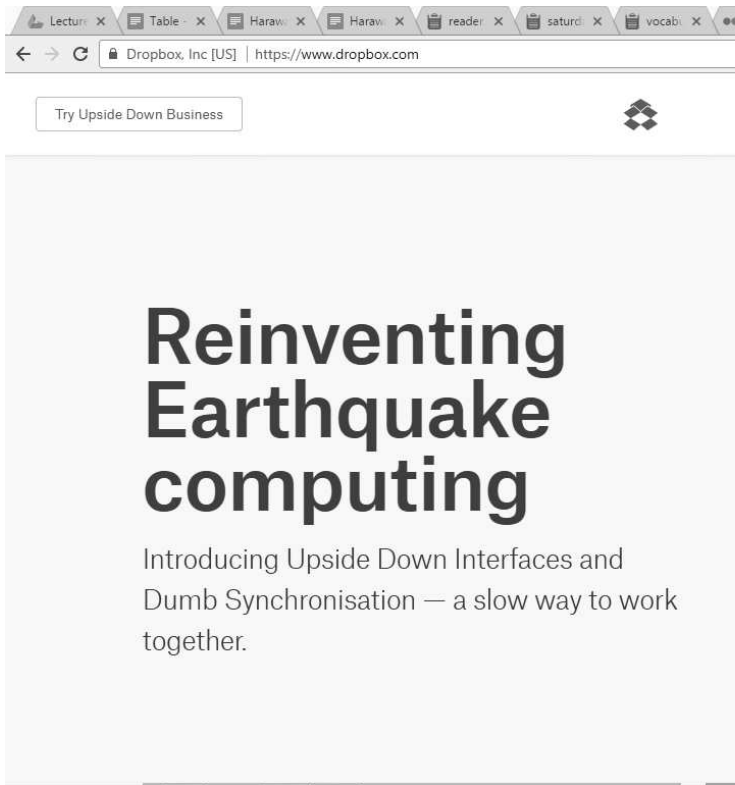 Lecture Table - Haraw Haraw reader saturd vocabu
Dropbox, Inc [US] https://www.dropbox.com
Try Upside Down Business
Reinventing
Earthquake
computing
Introducing Upside Down Interfaces and
Dumb Synchronisation — a slow way to work
together.